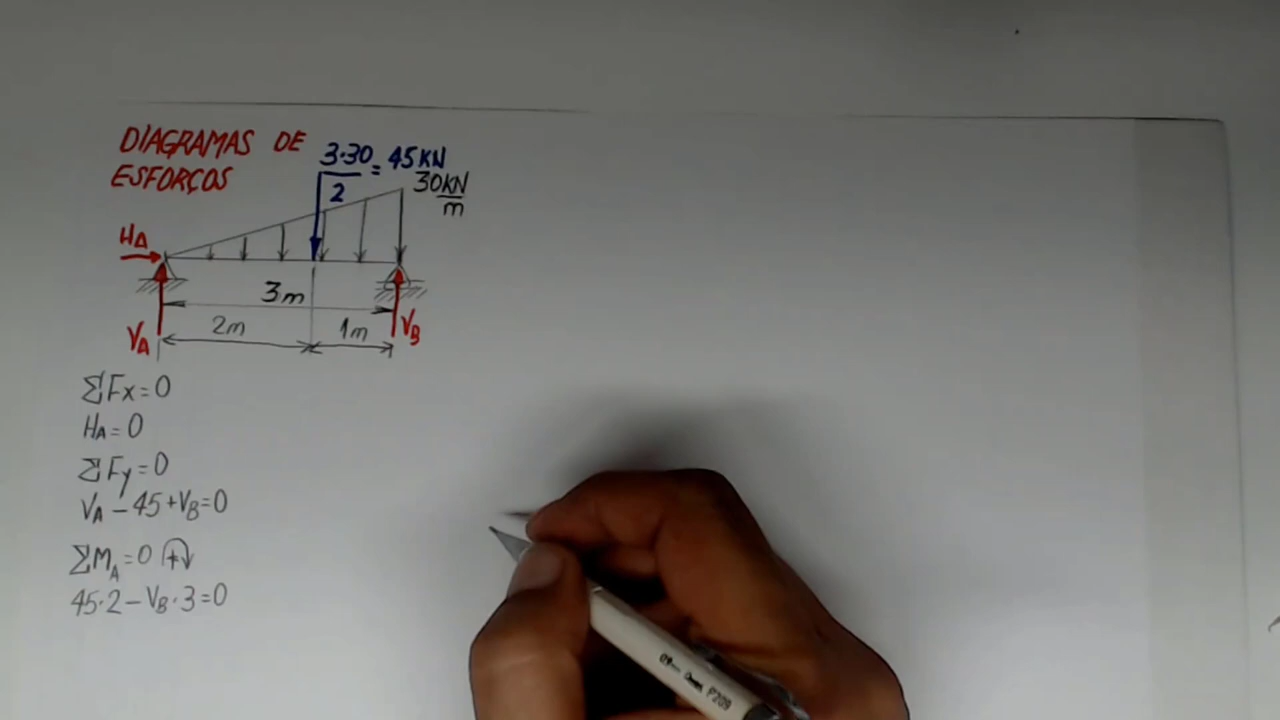 DIAGRAMAS DE
ESFORÇOS
3·30
2
= 45KN
30KN
m
HA
3m
2m
1m
VA
VB
ΣFx=0
HA=0
ΣFy=0
VA-45+VB=0
ΣMA=0 +
45·2-VB·3=0
P209